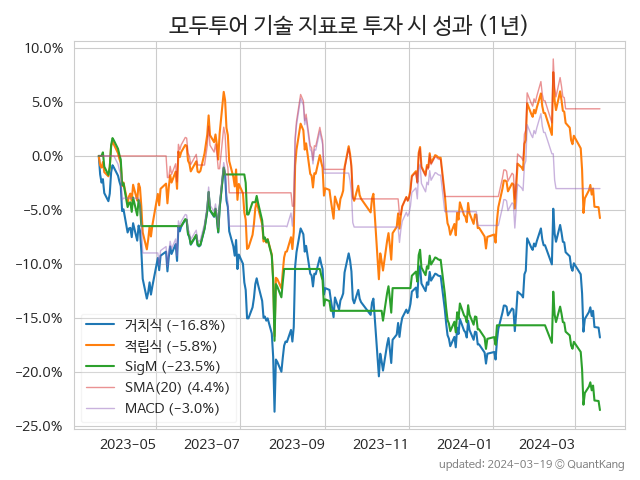 모두투어 기술 지표로 투자 시 성과 (1년)
10.0%
5.0%
0.0%
−5.0%
−10.0%
−15.0%
−20.0%
−25.0%
거치식 (−16.8%)
적립식 (−5.8%)
SigM (−23.5%)
SMA(20) (4.4%)
MACD (−3.0%)
2023−05 2023−07 2023−09 2023−11 2024−01 2024−03
updated: 2024-03-19 ⓒ QuantKang